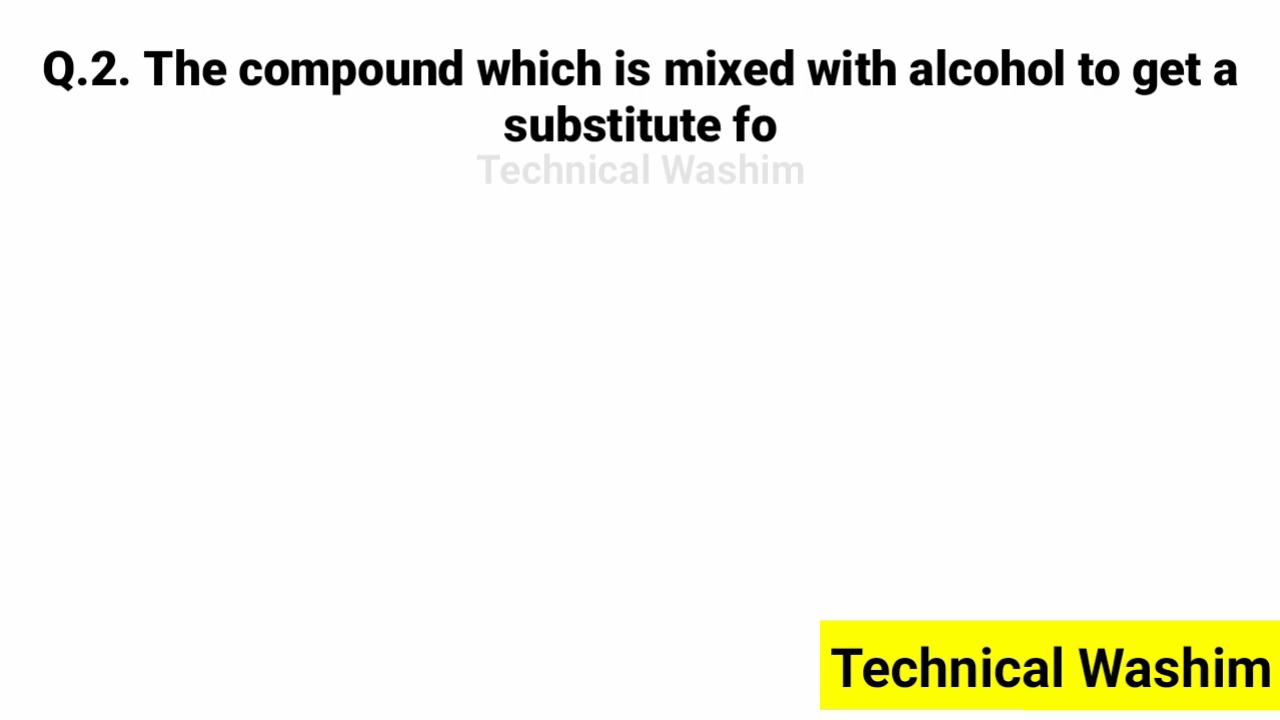 Q.2. The compound which is mixed with alcohol to get a
substitute fo
Technical Washim
Technical Washim